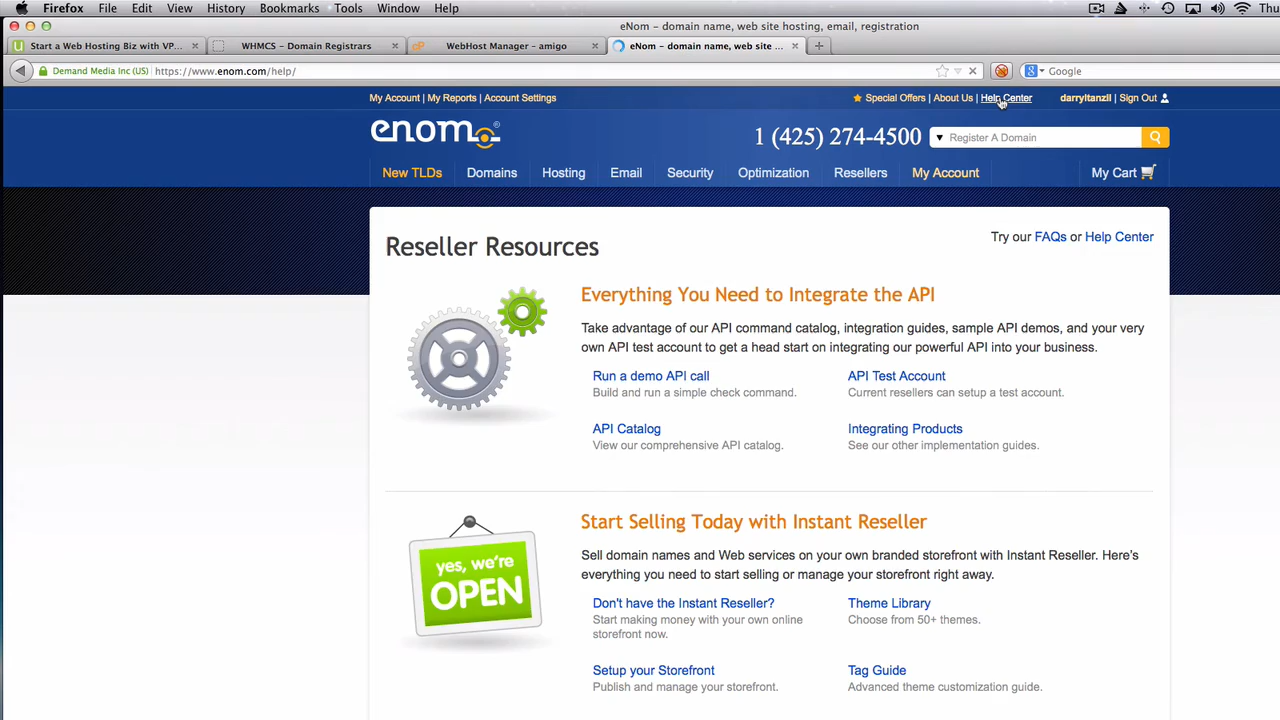 Firefox File Edit View History Bookmarks Tools Window Help Thu
eNom – domain name, web site hosting, email, registration
Start a Web Hosting Biz with VP... WHMCS – Domain Registrars WebHost Manager – amigo eNom – domain name, web site ...
Demand Media Inc (US) https://www.enom.com/help/ Google
My Account | My Reports | Account Settings Special Offers | About Us | Help Center darryltanzil | Sign Out
enom® 1 (425) 274-4500 Register A Domain
New TLDs Domains Hosting Email Security Optimization Resellers My Account My Cart
Reseller Resources Try our FAQs or Help Center
Everything You Need to Integrate the API
Take advantage of our API command catalog, integration guides, sample API demos, and your very
own API test account to get a head start on integrating our powerful API into your business.
Run a demo API call API Test Account
Build and run a simple check command. Current resellers can setup a test account.
API Catalog Integrating Products
View our comprehensive API catalog. See our other implementation guides.
Start Selling Today with Instant Reseller
yes, we're
OPEN
Sell domain names and Web services on your own branded storefront with Instant Reseller. Here's
everything you need to start selling or manage your storefront right away.
Don't have the Instant Reseller? Theme Library
Start making money with your own online Choose from 50+ themes.
storefront now.
Setup your Storefront Tag Guide
Publish and manage your storefront. Advanced theme customization guide.